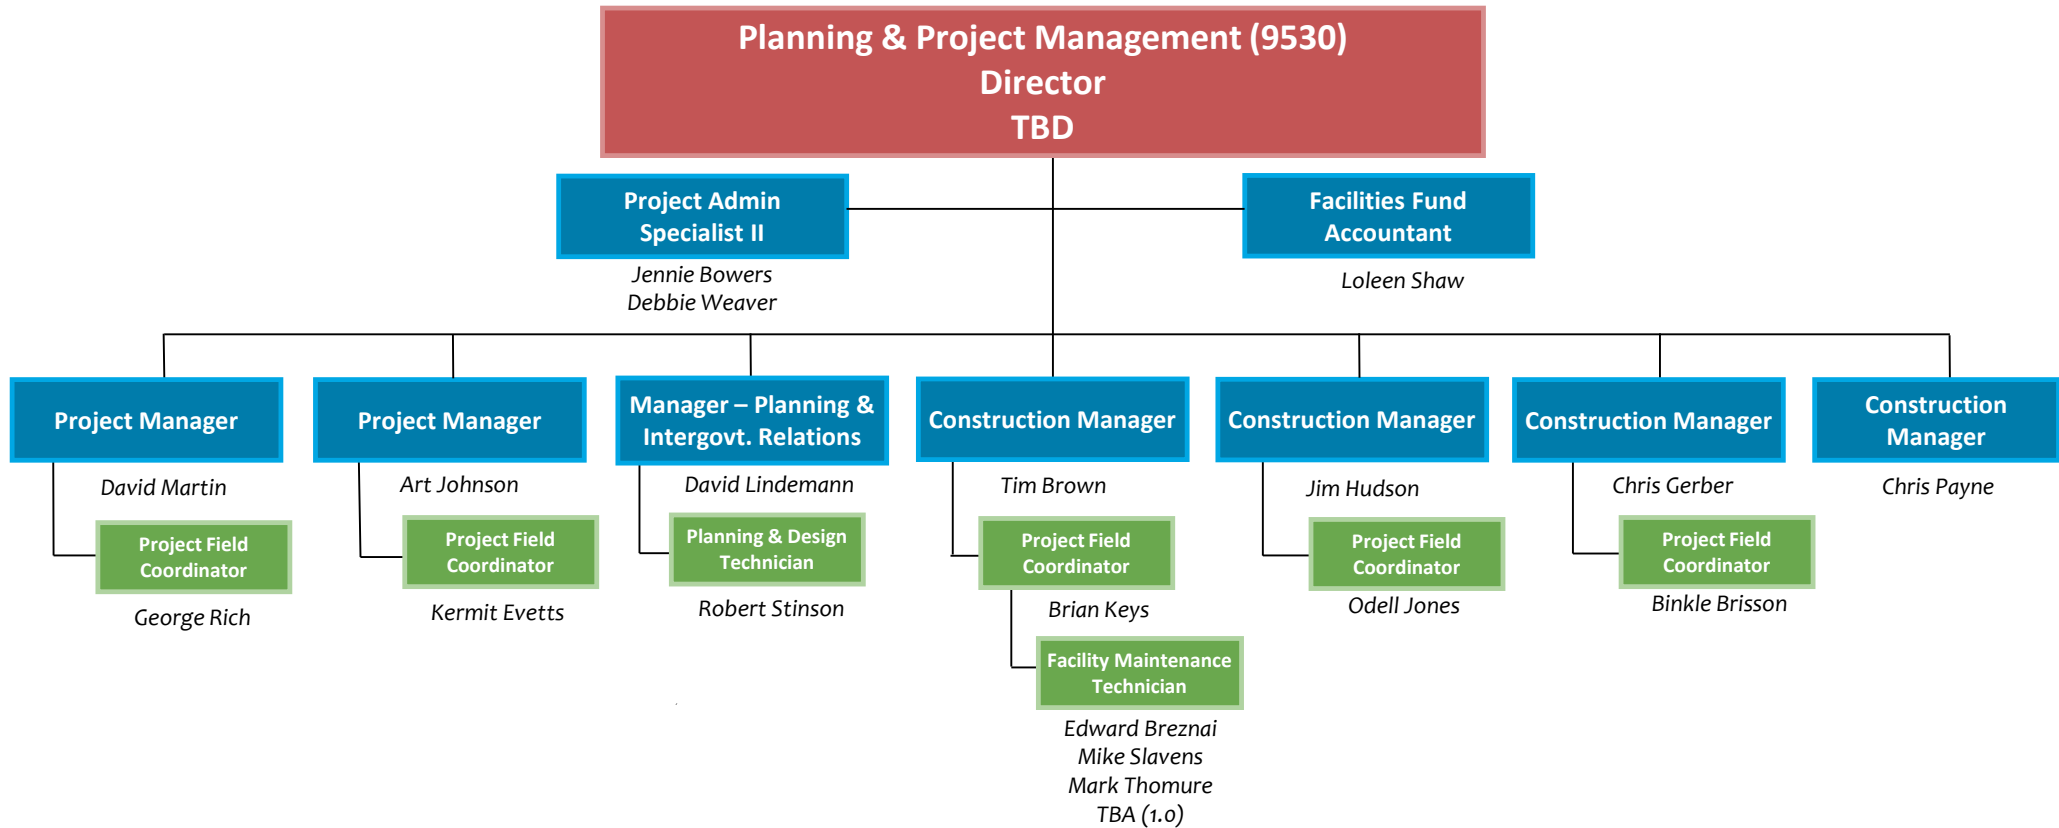 Planning & Project Management (9530)
Director
TBD
Project Admin
Specialist II
Jennie Bowers
Debbie Weaver
Facilities Fund
Accountant
Loleen Shaw
Project Manager
David Martin
Project Field
Coordinator
George Rich
Project Manager
Art Johnson
Project Field
Coordinator
Kermit Evetts
Manager – Planning &
Intergovt. Relations
David Lindemann
Planning & Design
Technician
Robert Stinson
Construction Manager
Tim Brown
Project Field
Coordinator
Brian Keys
Facility Maintenance
Technician
Edward Breznai
Mike Slavens
Mark Thomure
TBA (1.0)
Construction Manager
Jim Hudson
Project Field
Coordinator
Odell Jones
Construction Manager
Chris Gerber
Project Field
Coordinator
Binkle Brisson
Construction
Manager
Chris Payne